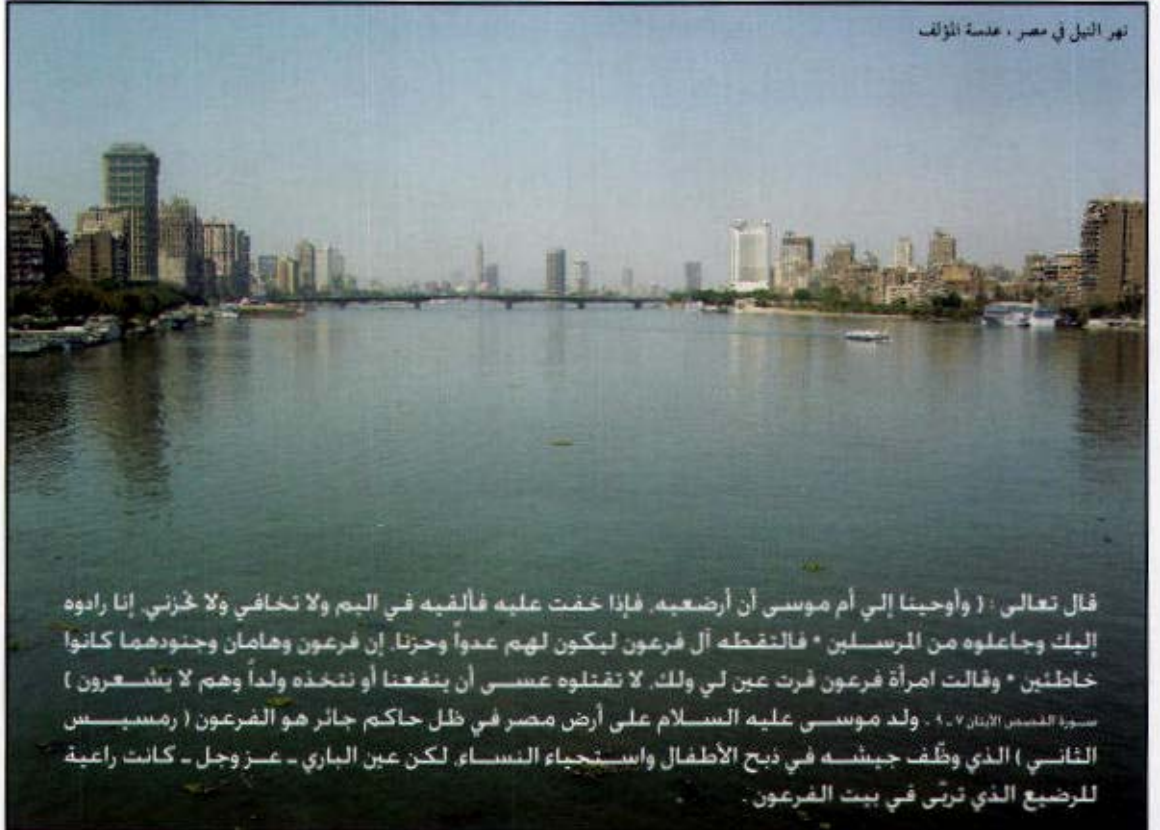 نهر النيل في مصر ، عدسة المؤلف
قال تعالى : ( وأوحينا إلي أم موسى أن أرضعيه. فإذا خفت عليه فألقيه في اليم ولا تخافي ولا تحزني. إنا رادوه
إليك وجاعلوه من المرسلين * فالتقطه آل فرعون ليكون لهم عدواً وحزنا. إن فرعون وهامان وجنودهما كانوا
خاطئين * وقالت امرأة فرعون قرت عين لي ولك. لا تقتلوه عسى أن ينفعنا أو نتخذه ولداً وهم لا يشعرون )
سورة القصص الآيتان ٧ـ٩ . ولد موسى عليه السلام على أرض مصر في ظل حاكم جائر هو الفرعون ( رمسيس
الثاني ) الذي وظّف جيشه في ذبح الأطفال واستحياء النساء. لكن عين الباري ـ عز وجل ـ كانت راعية
للرضيع الذي تربّى في بيت الفرعون .